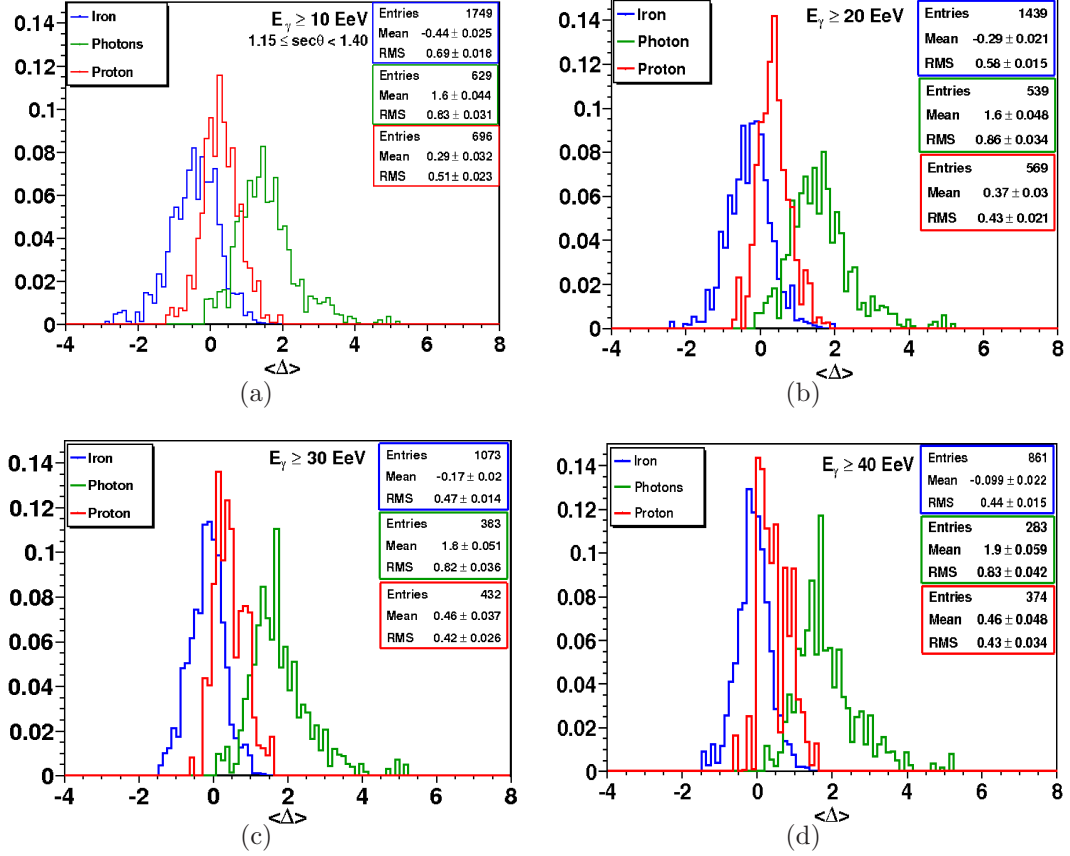 Iron
Photons
Proton
E_γ ≥ 10 EeV
1.15 ≤ secθ < 1.40
Entries 1749
Mean -0.44 ± 0.025
RMS 0.69 ± 0.018
Entries 629
Mean 1.6 ± 0.044
RMS 0.83 ± 0.031
Entries 696
Mean 0.29 ± 0.032
RMS 0.51 ± 0.023
0.14
0.12
0.1
0.08
0.06
0.04
0.02
0
-4 -2 0 2 4 6 8
<Δ>
(a)
Iron
Photon
Proton
E_γ ≥ 20 EeV
Entries 1439
Mean -0.29 ± 0.021
RMS 0.58 ± 0.015
Entries 539
Mean 1.6 ± 0.048
RMS 0.86 ± 0.034
Entries 569
Mean 0.37 ± 0.03
RMS 0.43 ± 0.021
0.14
0.12
0.1
0.08
0.06
0.04
0.02
0
-4 -2 0 2 4 6 8
<Δ>
(b)
Iron
Photon
Proton
E_γ ≥ 30 EeV
Entries 1073
Mean -0.17 ± 0.02
RMS 0.47 ± 0.014
Entries 363
Mean 1.8 ± 0.051
RMS 0.82 ± 0.036
Entries 432
Mean 0.46 ± 0.037
RMS 0.42 ± 0.026
0.14
0.12
0.1
0.08
0.06
0.04
0.02
0
-4 -2 0 2 4 6 8
<Δ>
(c)
Iron
Photons
Proton
E_γ ≥ 40 EeV
Entries 861
Mean -0.099 ± 0.022
RMS 0.44 ± 0.015
Entries 283
Mean 1.9 ± 0.059
RMS 0.83 ± 0.042
Entries 374
Mean 0.46 ± 0.048
RMS 0.43 ± 0.034
0.14
0.12
0.1
0.08
0.06
0.04
0.02
0
-4 -2 0 2 4 6 8
<Δ>
(d)